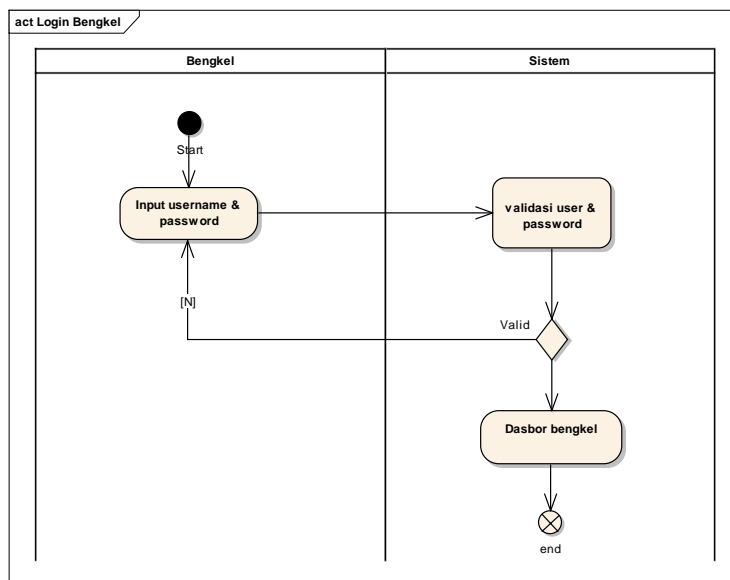 act Login Bengkel
Bengkel
Sistem
Start
Input username &
password
validasi user &
password
[N]
Valid
Dasbor bengkel
end